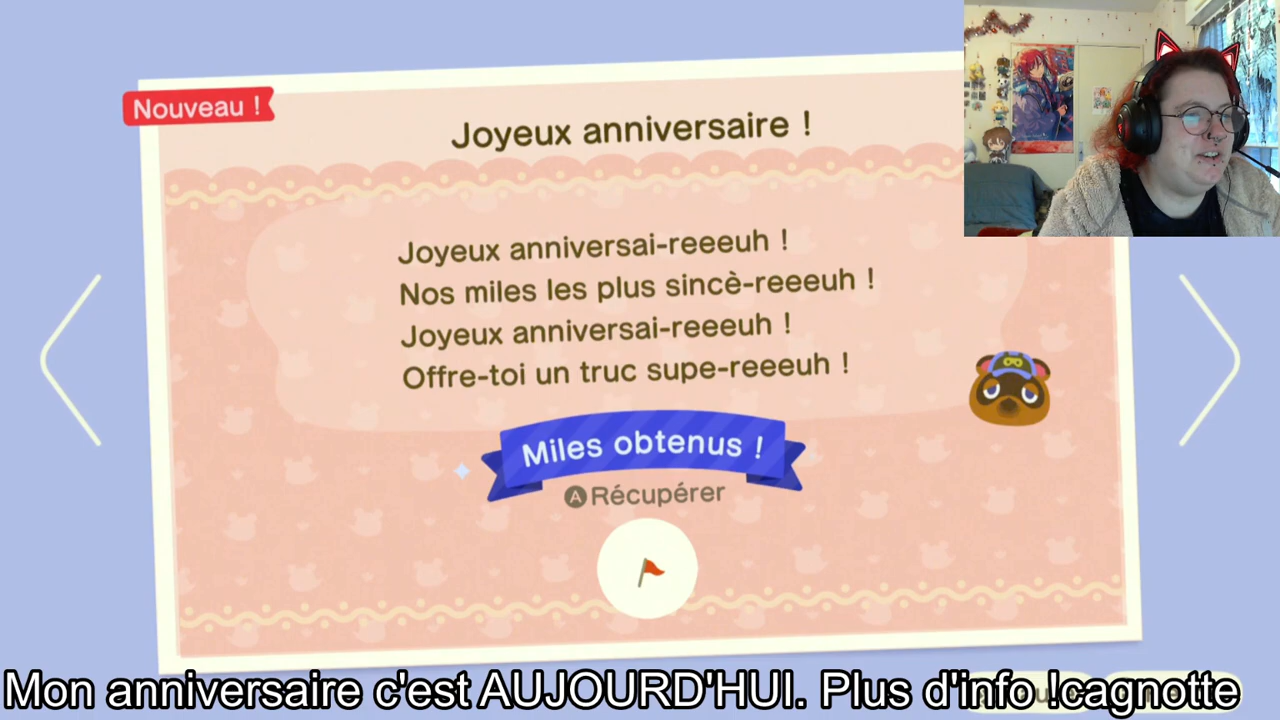 Nouveau !
Joyeux anniversaire !
Joyeux anniversai-reeeuh !
Nos miles les plus sincè-reeeuh !
Joyeux anniversai-reeeuh !
Offre-toi un truc supe-reeeuh !
Miles obtenus !
A Récupérer
Mon anniversaire c'est AUJOURD'HUI. Plus d'info !cagnotte